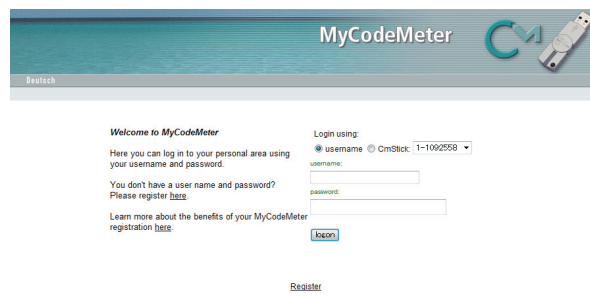 MyCodeMeter
CM
Deutsch
Welcome to MyCodeMeter
Here you can log in to your personal area using
your username and password.
You don't have a user name and password?
Please register here.
Learn more about the benefits of your MyCodeMeter
registration here.
Login using:
username CmStick: 1-1092558
username:
password:
logon
Register